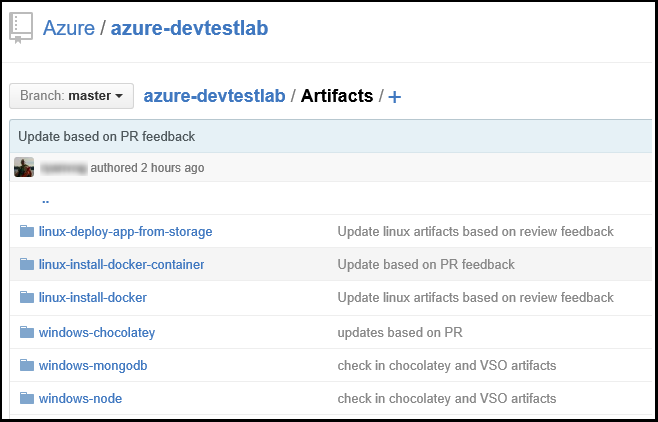 Azure / azure-devtestlab
Branch: master azure-devtestlab / Artifacts / +
Update based on PR feedback
authored 2 hours ago
..
linux-deploy-app-from-storage Update linux artifacts based on review feedback
linux-install-docker-container Update based on PR feedback
linux-install-docker Update linux artifacts based on review feedback
windows-chocolatey updates based on PR
windows-mongodb check in chocolatey and VSO artifacts
windows-node check in chocolatey and VSO artifacts